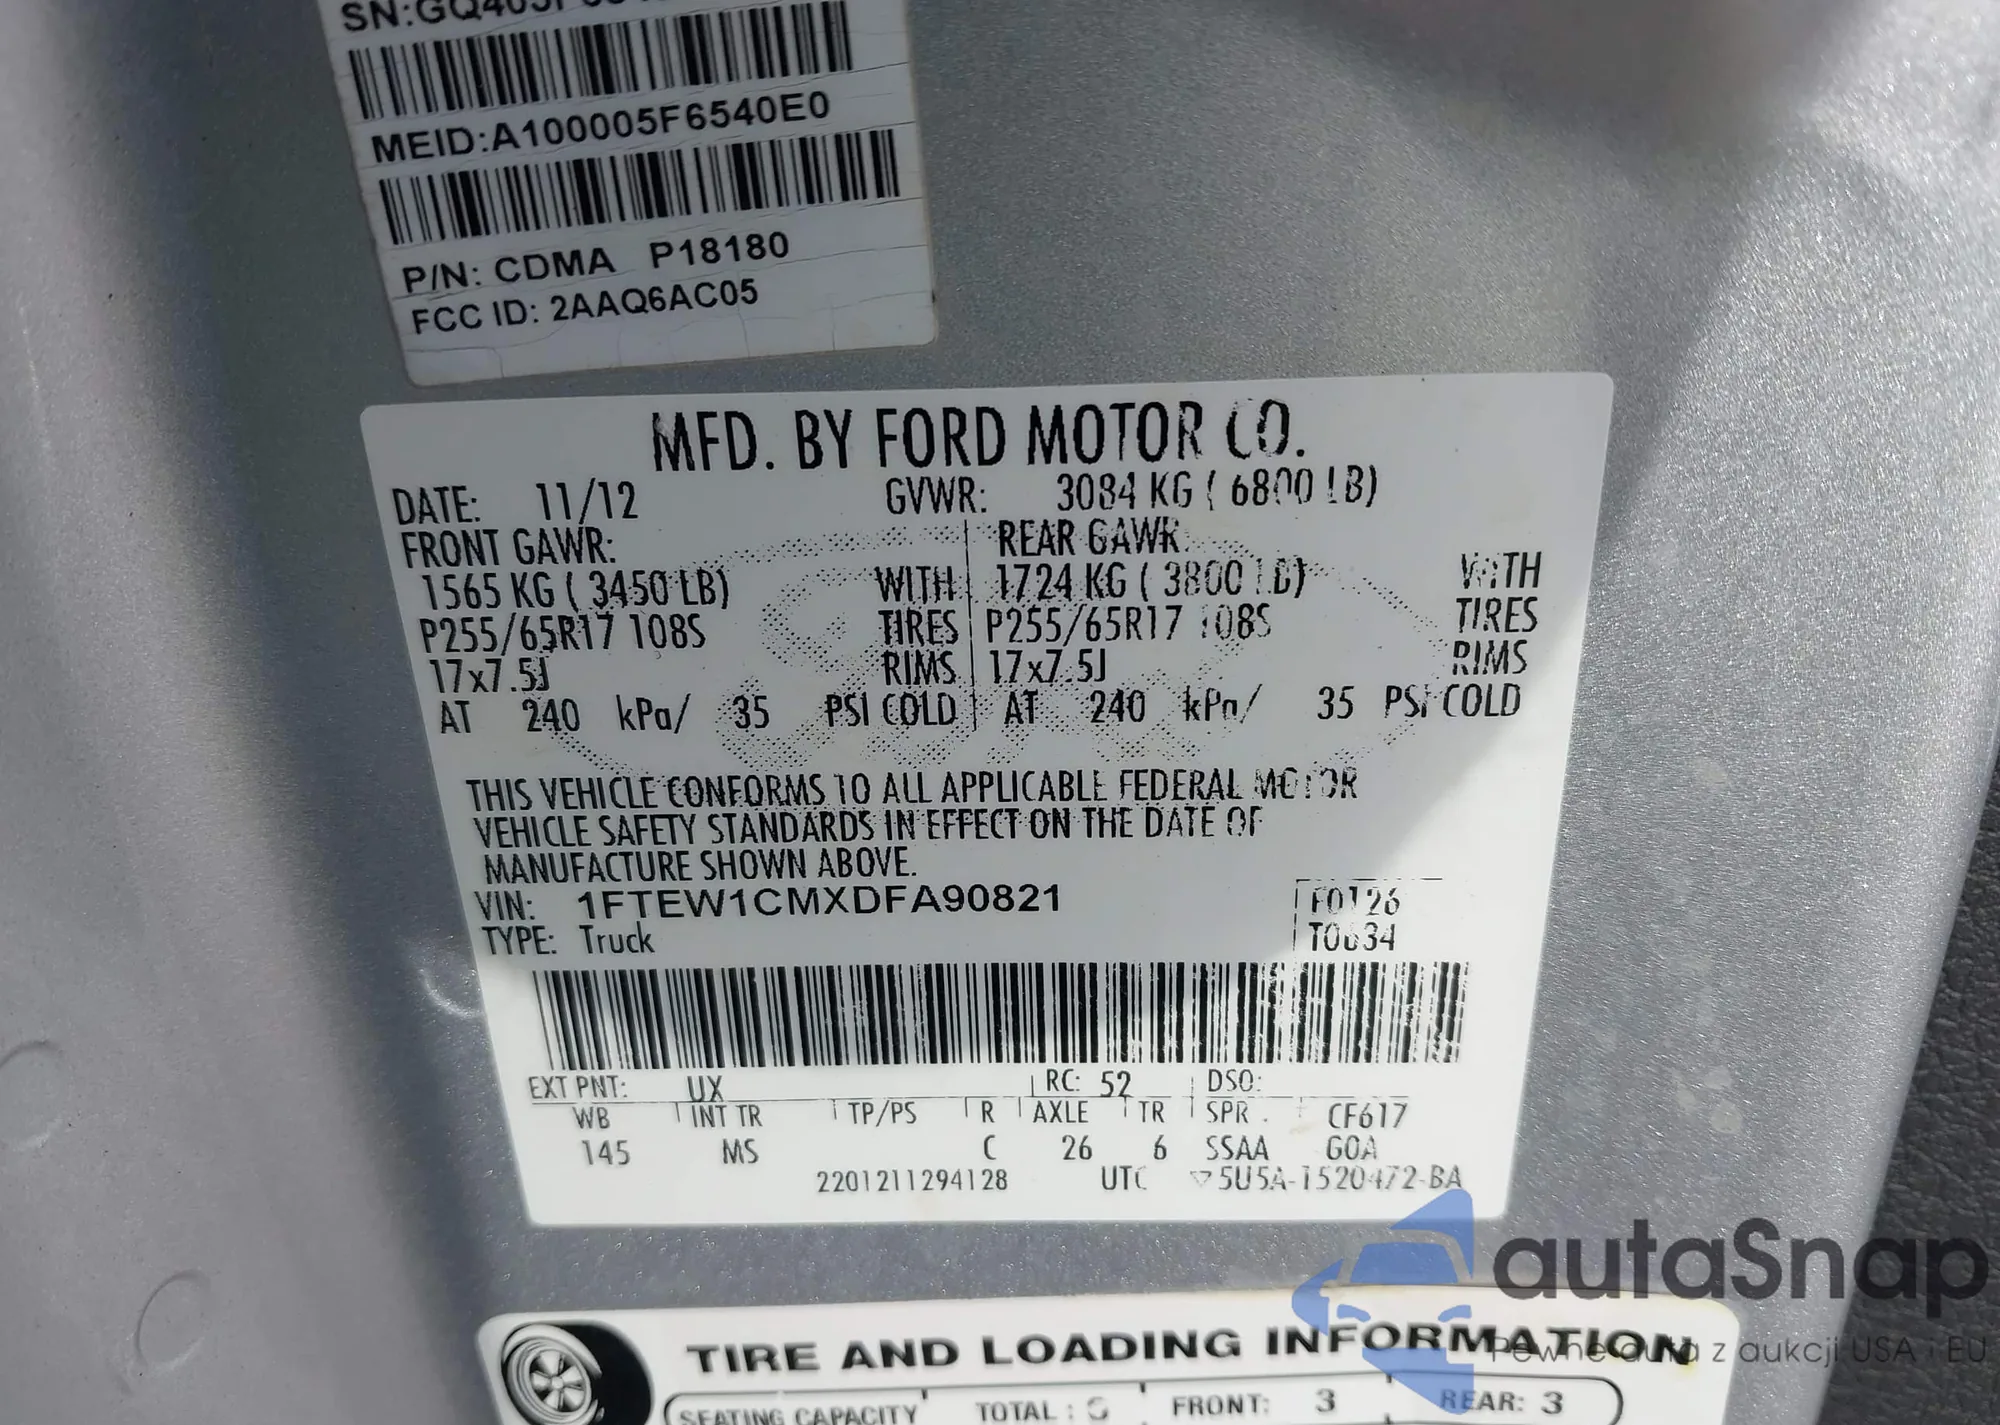 MEID:A100005F6540E0
P/N: CDMA P18180
FCC ID: 2AAQ6AC05
MFD. BY FORD MOTOR CO.
DATE: 11/12 GVWR: 3084 KG ( 6800 LB)
FRONT GAWR: REAR GAWR:
1565 KG ( 3450 LB) WITH 1724 KG ( 3800 LB) WITH
P255/65R17 108S TIRES P255/65R17 108S TIRES
17x7.5J RIMS 17x7.5J RIMS
AT 240 kPa/ 35 PSI COLD AT 240 kPa/ 35 PSI COLD
THIS VEHICLE CONFORMS TO ALL APPLICABLE FEDERAL MOTOR
VEHICLE SAFETY STANDARDS IN EFFECT ON THE DATE OF
MANUFACTURE SHOWN ABOVE.
VIN: 1FTEW1CMXDFA90821 F0126
TYPE: Truck
EXT PNT: UX RC: 52 DSO:
WB INT TR TP/PS R AXLE TR SPR CF617
145 MS C 26 6 SSAA GOA
2201211294128 UTC ▽5U5A-1520472-BA
autaSnap
Pewne auta z aukcji USA i EU
TIRE AND LOADING INFORMATION
SEATING CAPACITY TOTAL : FRONT: 3 REAR: 3